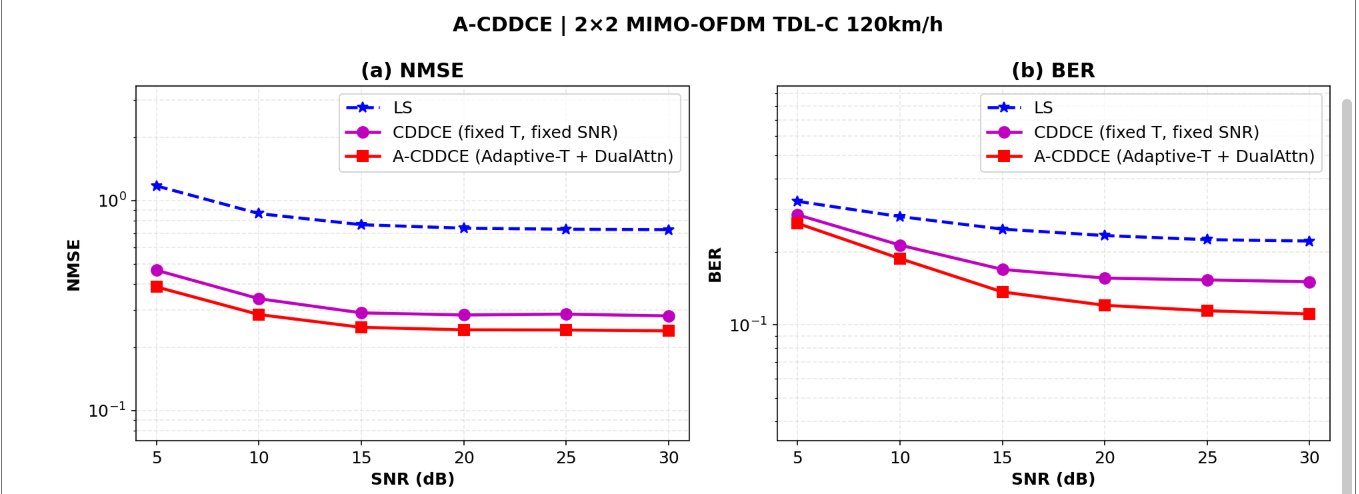 A-CDDCE | 2×2 MIMO-OFDM TDL-C 120km/h
(a) NMSE
LS
CDDCE (fixed T, fixed SNR)
A-CDDCE (Adaptive-T + DualAttn)
10⁰
10⁻¹
NMSE
5 10 15 20 25 30
SNR (dB)
(b) BER
LS
CDDCE (fixed T, fixed SNR)
A-CDDCE (Adaptive-T + DualAttn)
10⁻¹
BER
5 10 15 20 25 30
SNR (dB)